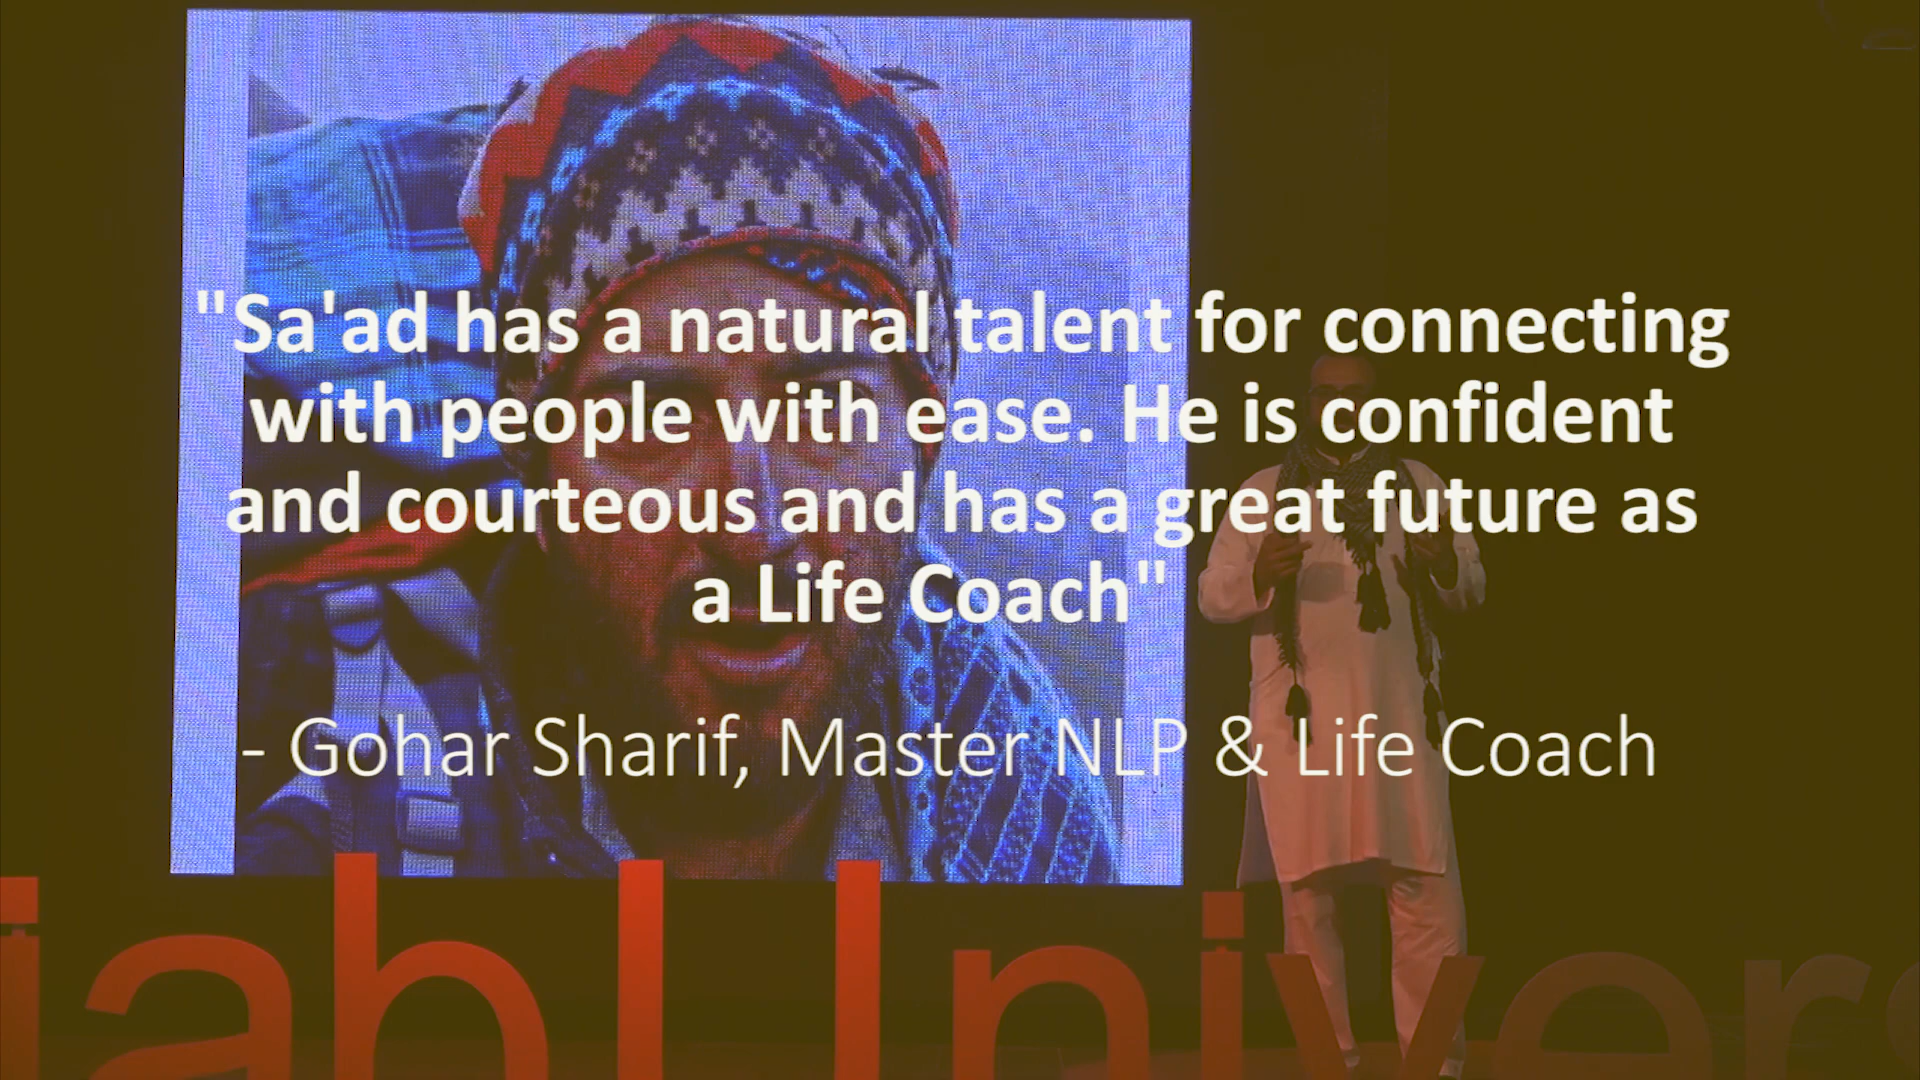 "Sa'ad has a natural talent for connecting
with people with ease. He is confident
and courteous and has a great future as
a Life Coach"
- Gohar Sharif, Master NLP & Life Coach
jahUnivers